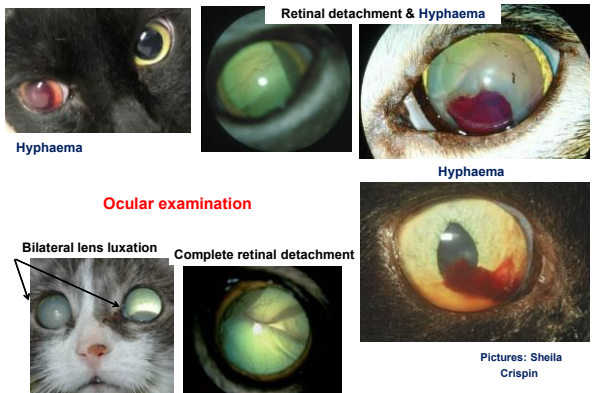 Retinal detachment & Hyphaema
Hyphaema
Hyphaema
Ocular examination
Bilateral lens luxation
Complete retinal detachment
Pictures: Sheila
Crispin